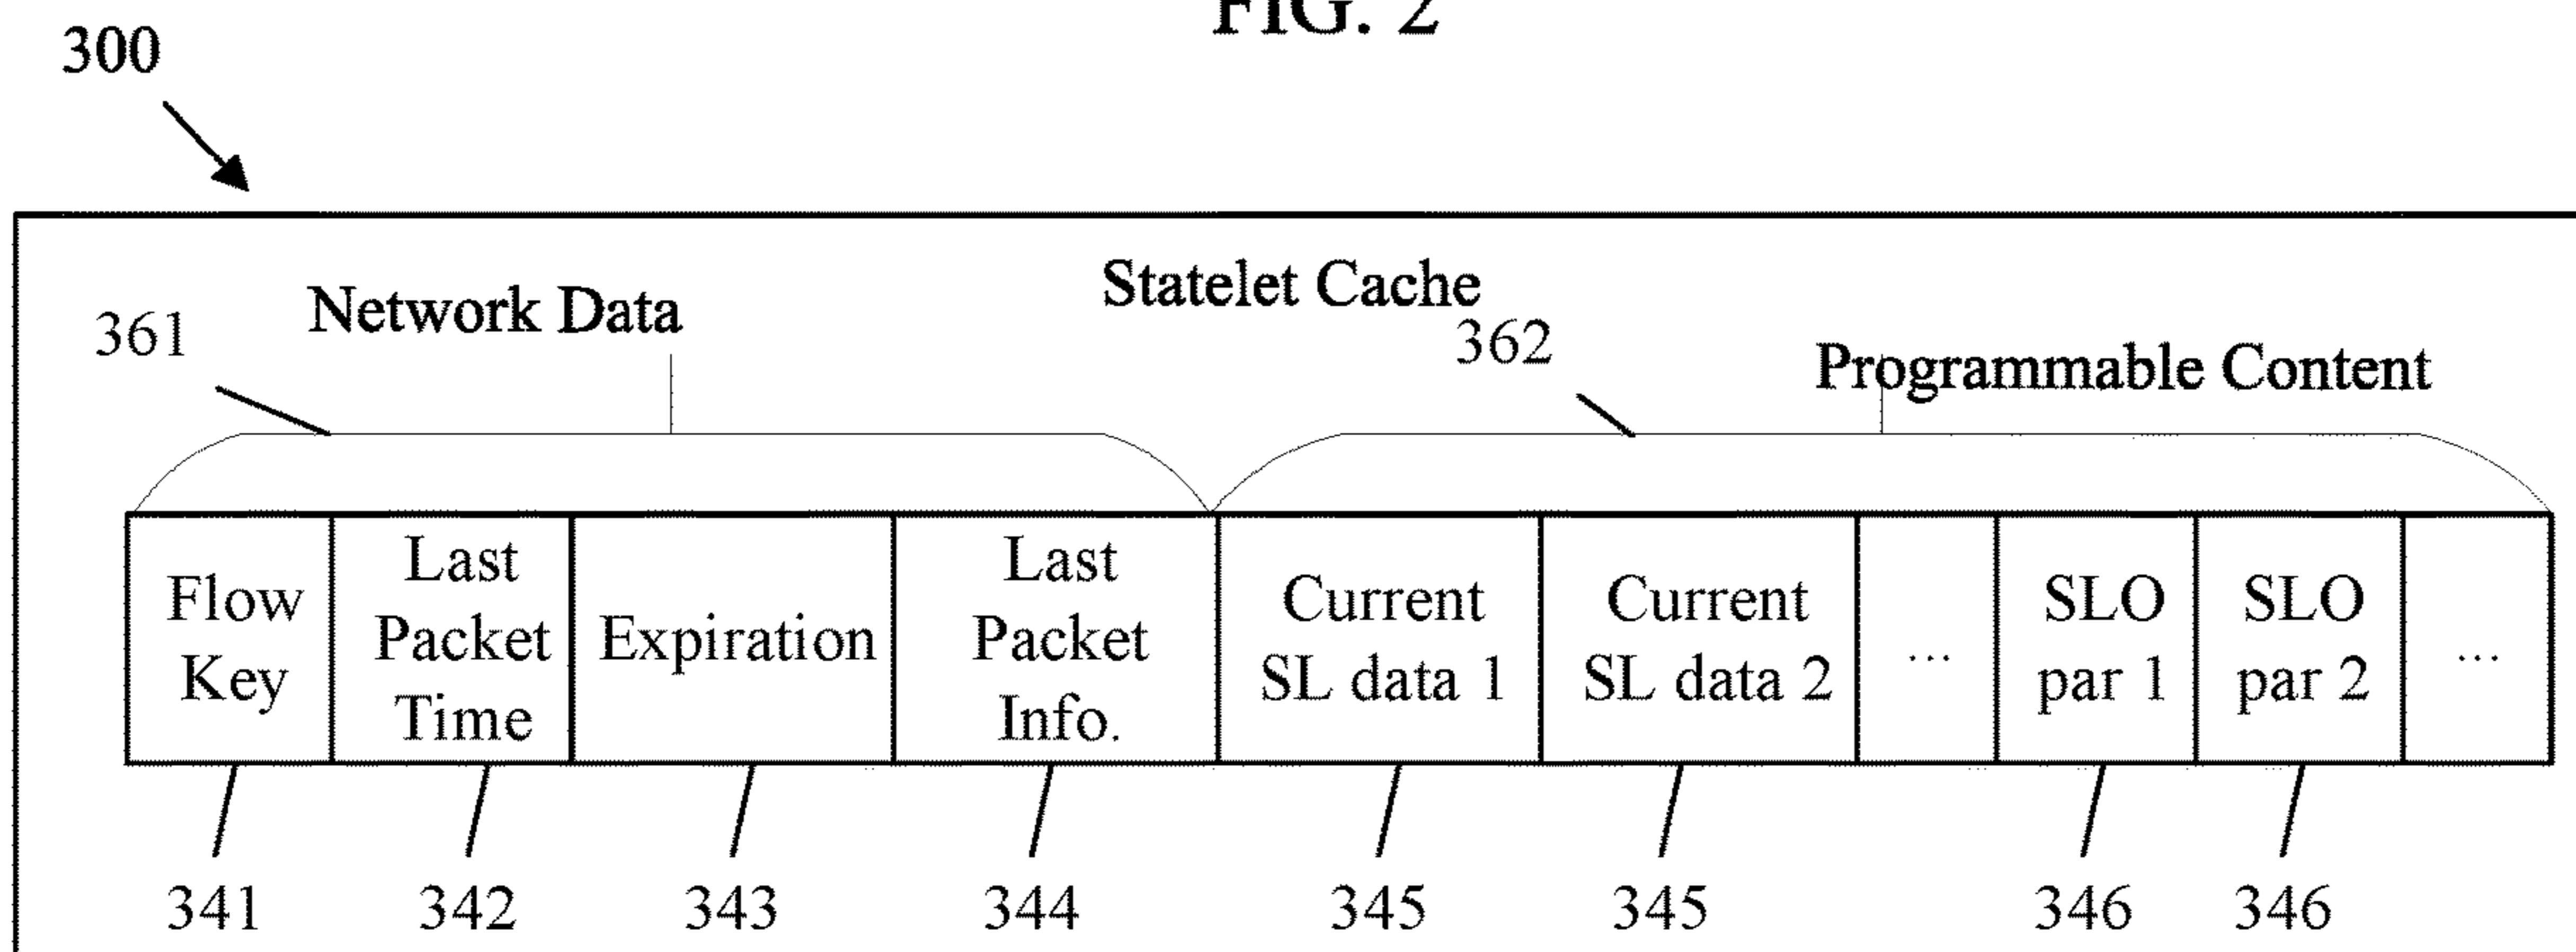 FIG. 2
300
Statelet Cache
Network Data
361
362
Programmable Content
Flow
Key
Last
Packet
Time
Expiration
Last
Packet
Info.
Current
SL data 1
Current
SL data 2
...
SLO
par 1
SLO
par 2
...
341
342
343
344
345
345
346
346